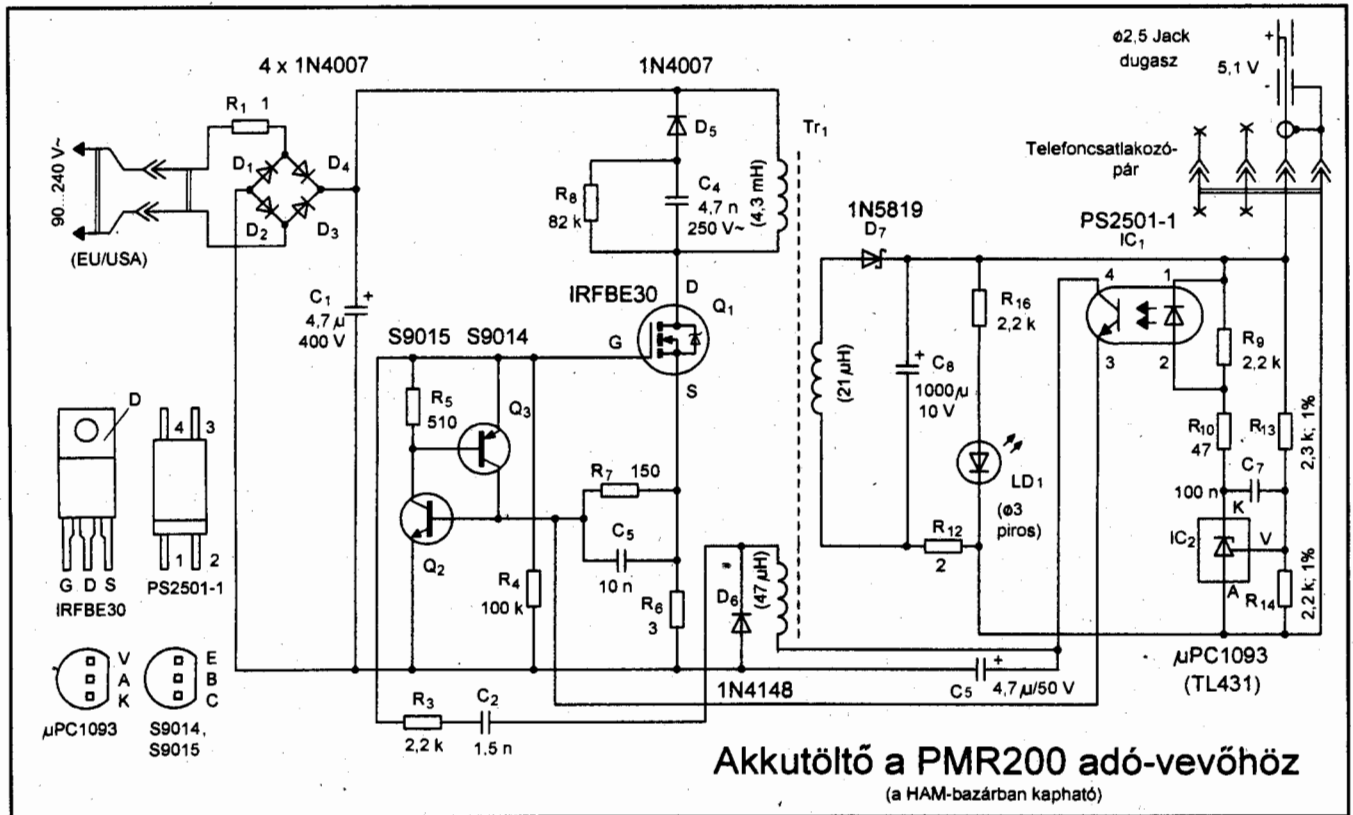 4 x 1N4007
1N4007
ø2,5 Jack
dugasz
+
5,1 V
-
R1 1
D1
D4
D2
D3
90...240 V~
(EU/USA)
D5
Tr1
Telefoncsatlakozó-
pár
R8
82 k
C4
4,7 n
250 V~
(4,3 mH)
1N5819
D7
PS2501-1
IC1
4
1
3
2
C1
4,7 µ
400 V
+
IRFBE30
D
Q1
G
S
S9015
S9014
R16
2,2 k
R9
2,2 k
(21 µH)
+
C8
1000 µ
10 V
R5
510
Q3
R10
47
R13
2,3 k; 1%
D
4
3
R7 150
LD1
(ø3
piros)
C7
100 n
K
C5
10 n
R12
2
IC2
V
Q2
R4
100 k
R6
3
*
D6
(47 µH)
A
R14
2,2 k; 1%
1
2
G D S
IRFBE30
PS2501-1
µPC1093
(TL431)
V
A
K
E
B
C
1N4148
C5
+
4,7 µ/50 V
µPC1093
S9014,
S9015
R3
2,2 k
C2
1,5 n
Akkutöltő a PMR200 adó-vevőhöz
(a HAM-bazárban kapható)